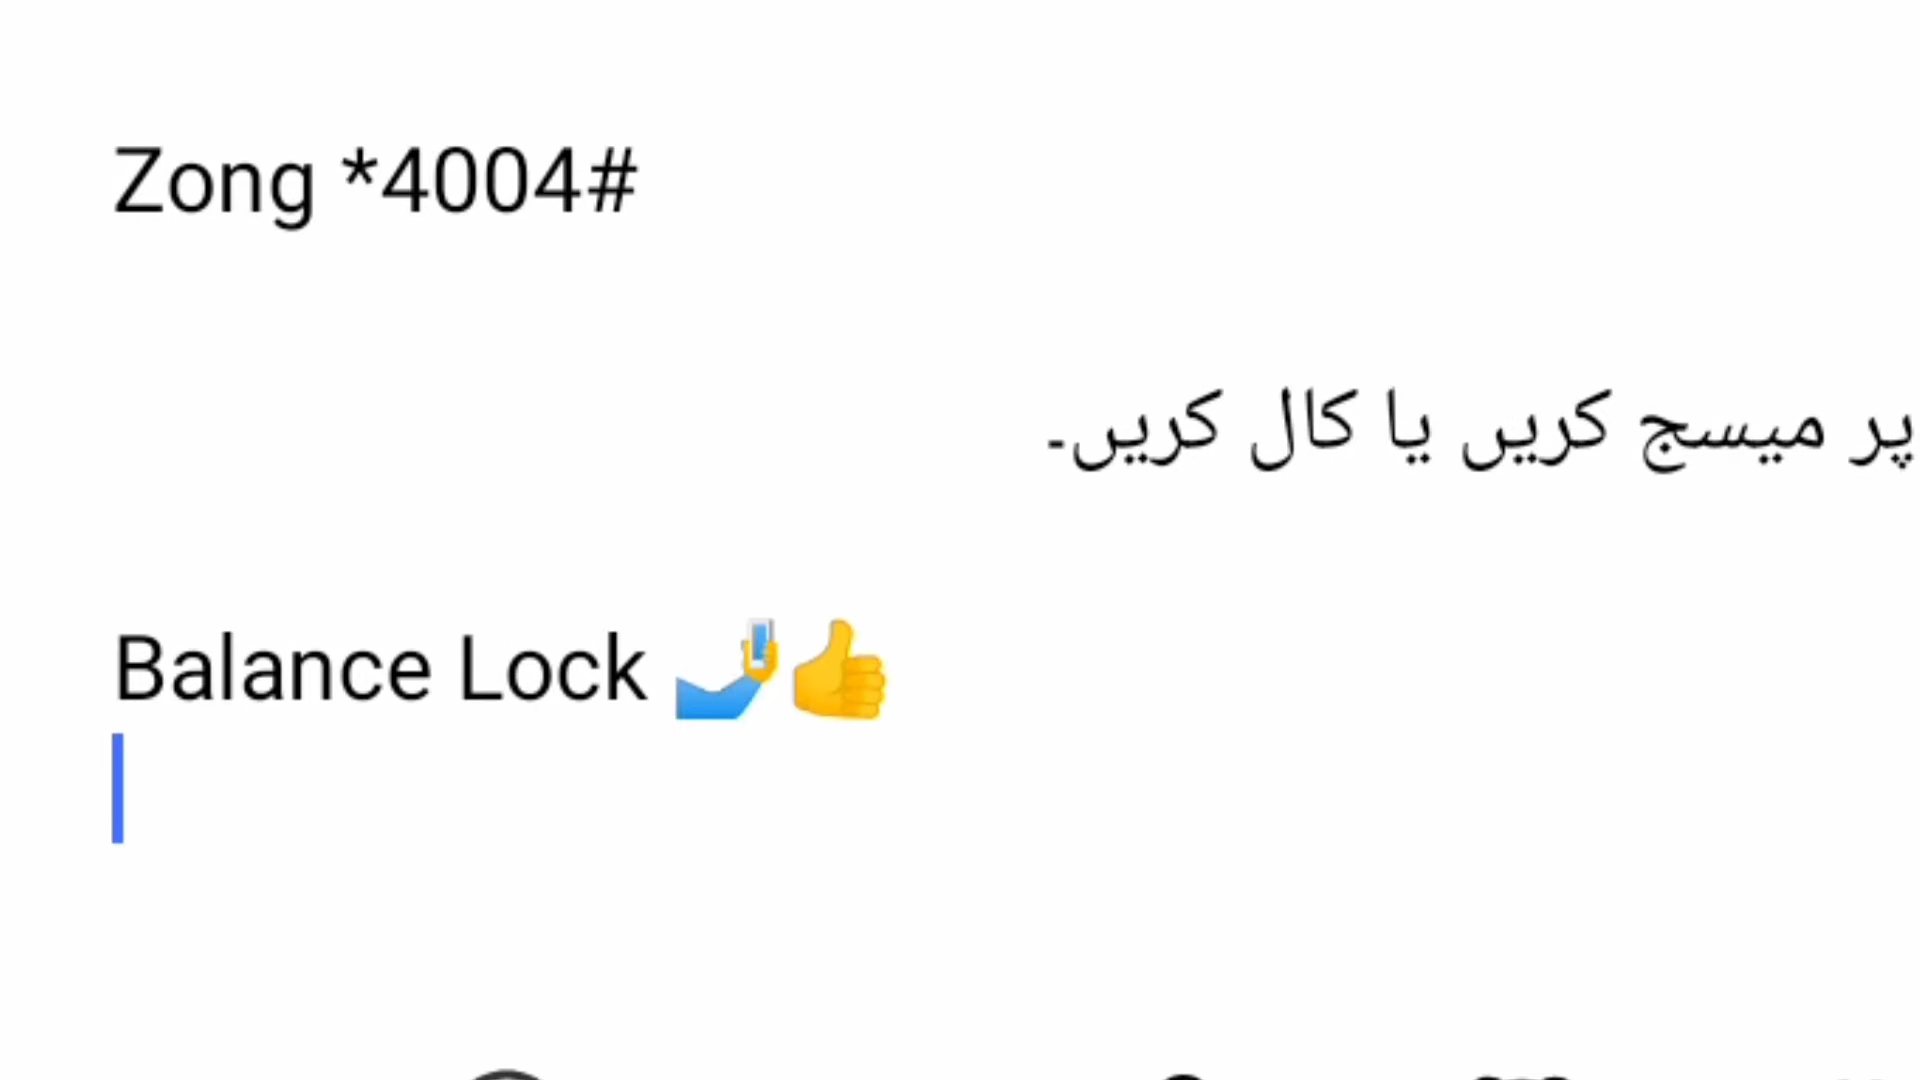 Zong *4004#
پر میسج کریں یا کال کریں۔
Balance Lock 🤳👍